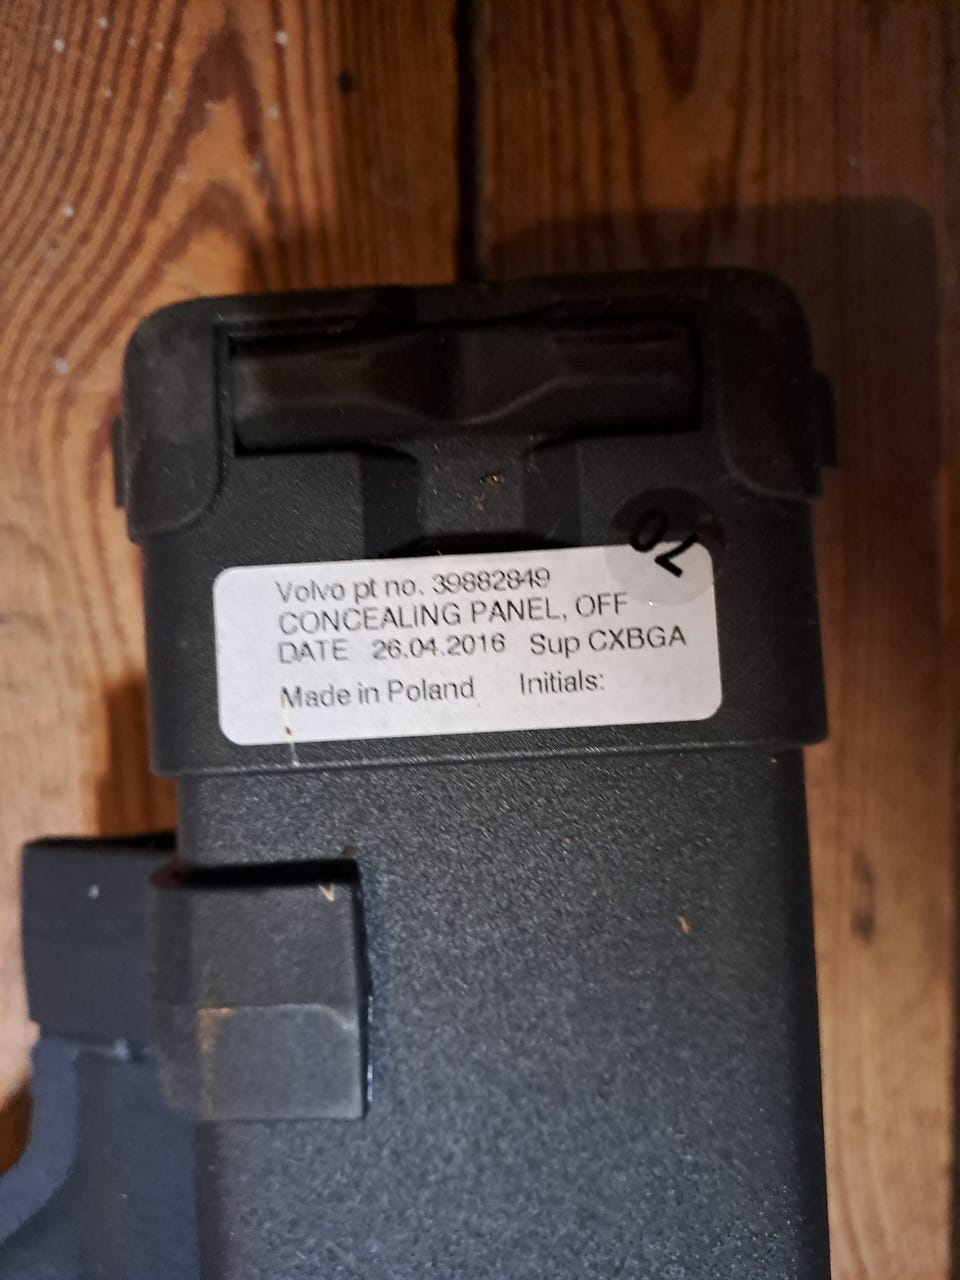 Volvo pt no. 39882849
CONCEALING PANEL, OFF
DATE 26.04.2016 Sup CXBGA
Made in Poland Initials: